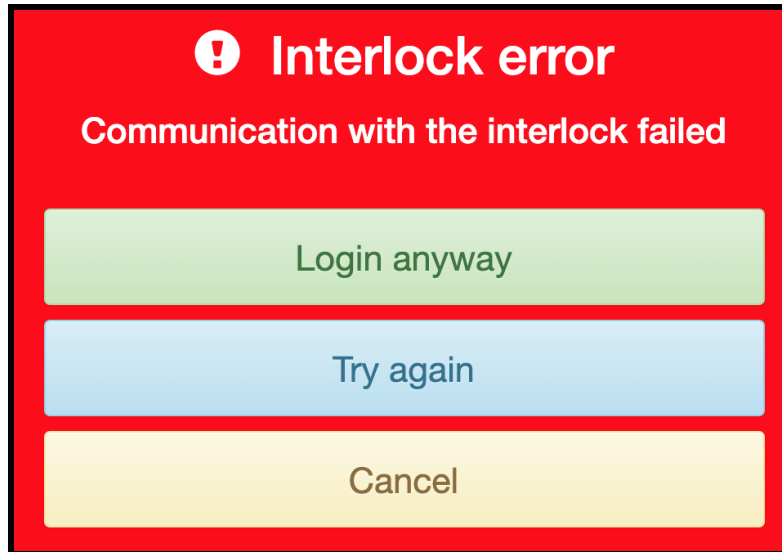 Interlock error
Communication with the interlock failed
Login anyway
Try again
Cancel